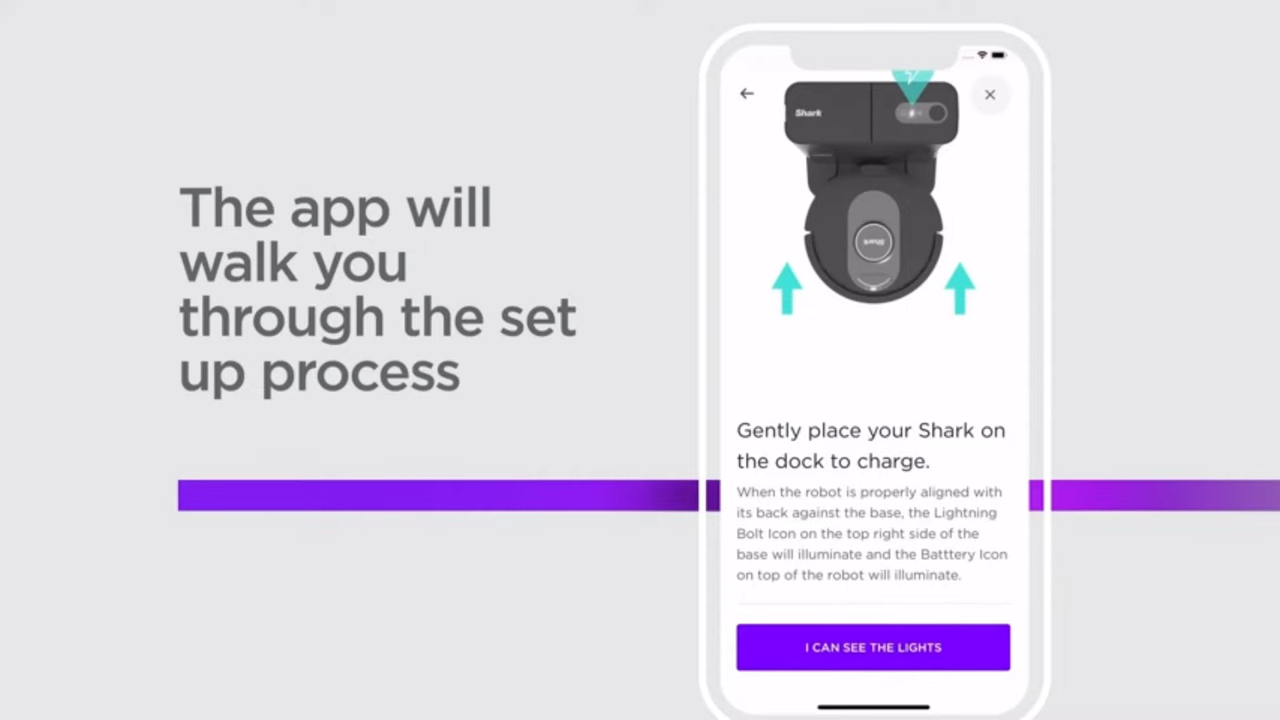 The app will
walk you
through the set
up process
Shark
Shark
Gently place your Shark on
the dock to charge.
When the robot is properly aligned with
its back against the base, the Lightning
Bolt Icon on the top right side of the
base will illuminate and the Batttery Icon
on top of the robot will illuminate.
I CAN SEE THE LIGHTS